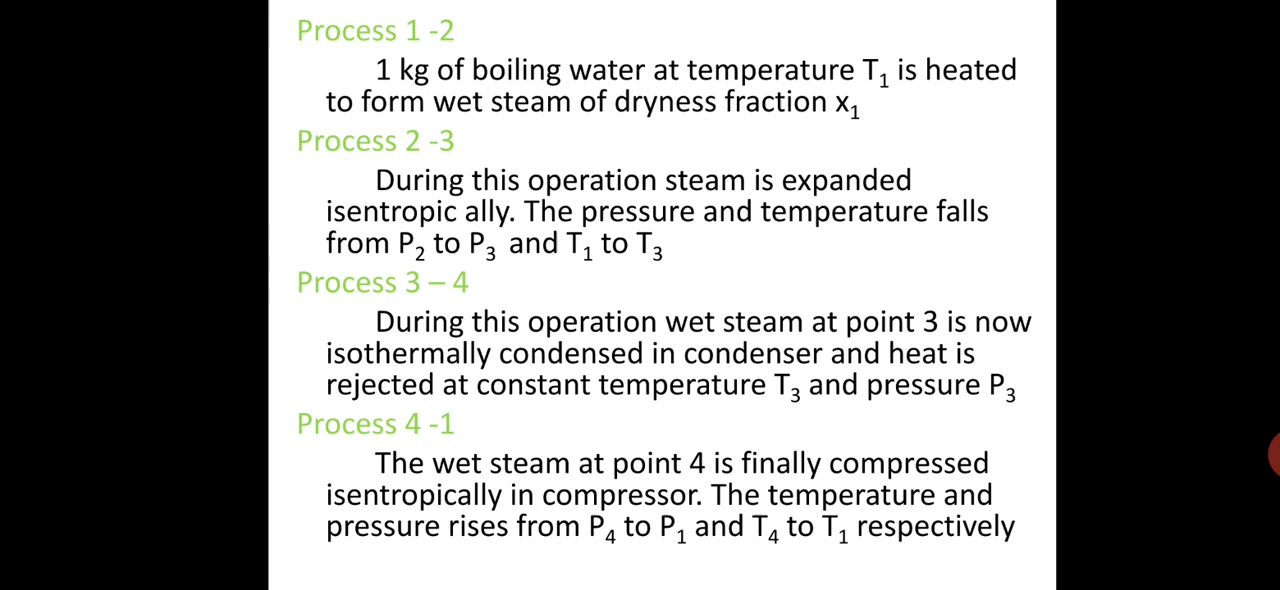 Process 1 -2
1 kg of boiling water at temperature T₁ is heated
to form wet steam of dryness fraction x₁
Process 2 -3
During this operation steam is expanded
isentropic ally. The pressure and temperature falls
from P₂ to P₃ and T₁ to T₃
Process 3 – 4
During this operation wet steam at point 3 is now
isothermally condensed in condenser and heat is
rejected at constant temperature T₃ and pressure P₃
Process 4 -1
The wet steam at point 4 is finally compressed
isentropically in compressor. The temperature and
pressure rises from P₄ to P₁ and T₄ to T₁ respectively